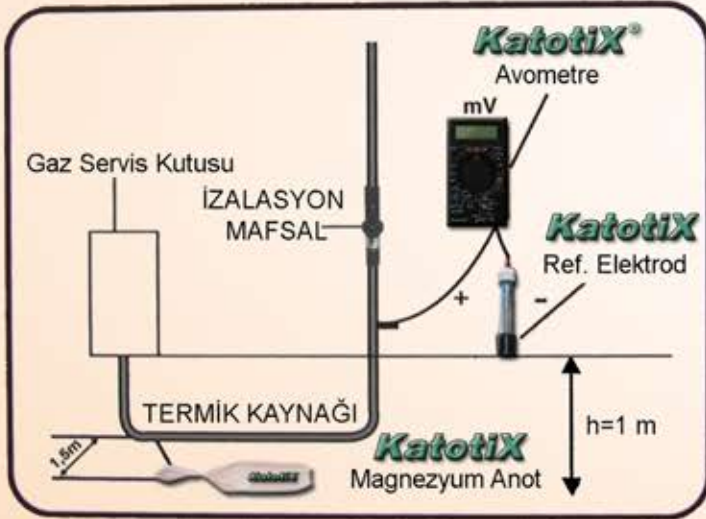 KatotiX®
Avometre
mV
Gaz Servis Kutusu
İZALASYON
MAFSAL
KatotiX
Ref. Elektrod
+
-
TERMİK KAYNAĞI
h=1 m
1,5m
KatotiX
KatotiX
Magnezyum Anot